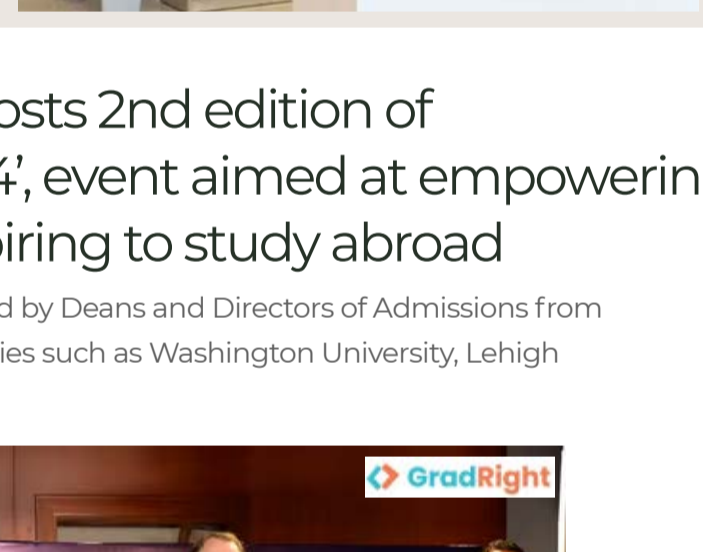 osts 2nd edition of
4’, event aimed at empowerin
iring to study abroad
d by Deans and Directors of Admissions from
ies such as Washington University, Lehigh
GradRight